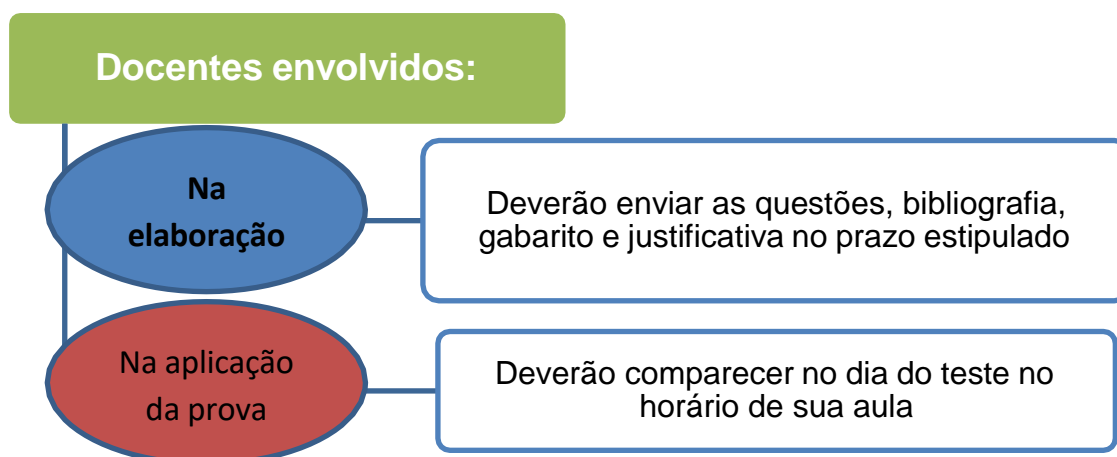 Docentes envolvidos:
Na
elaboração
Deverão enviar as questões, bibliografia,
gabarito e justificativa no prazo estipulado
Na aplicação
da prova
Deverão comparecer no dia do teste no
horário de sua aula